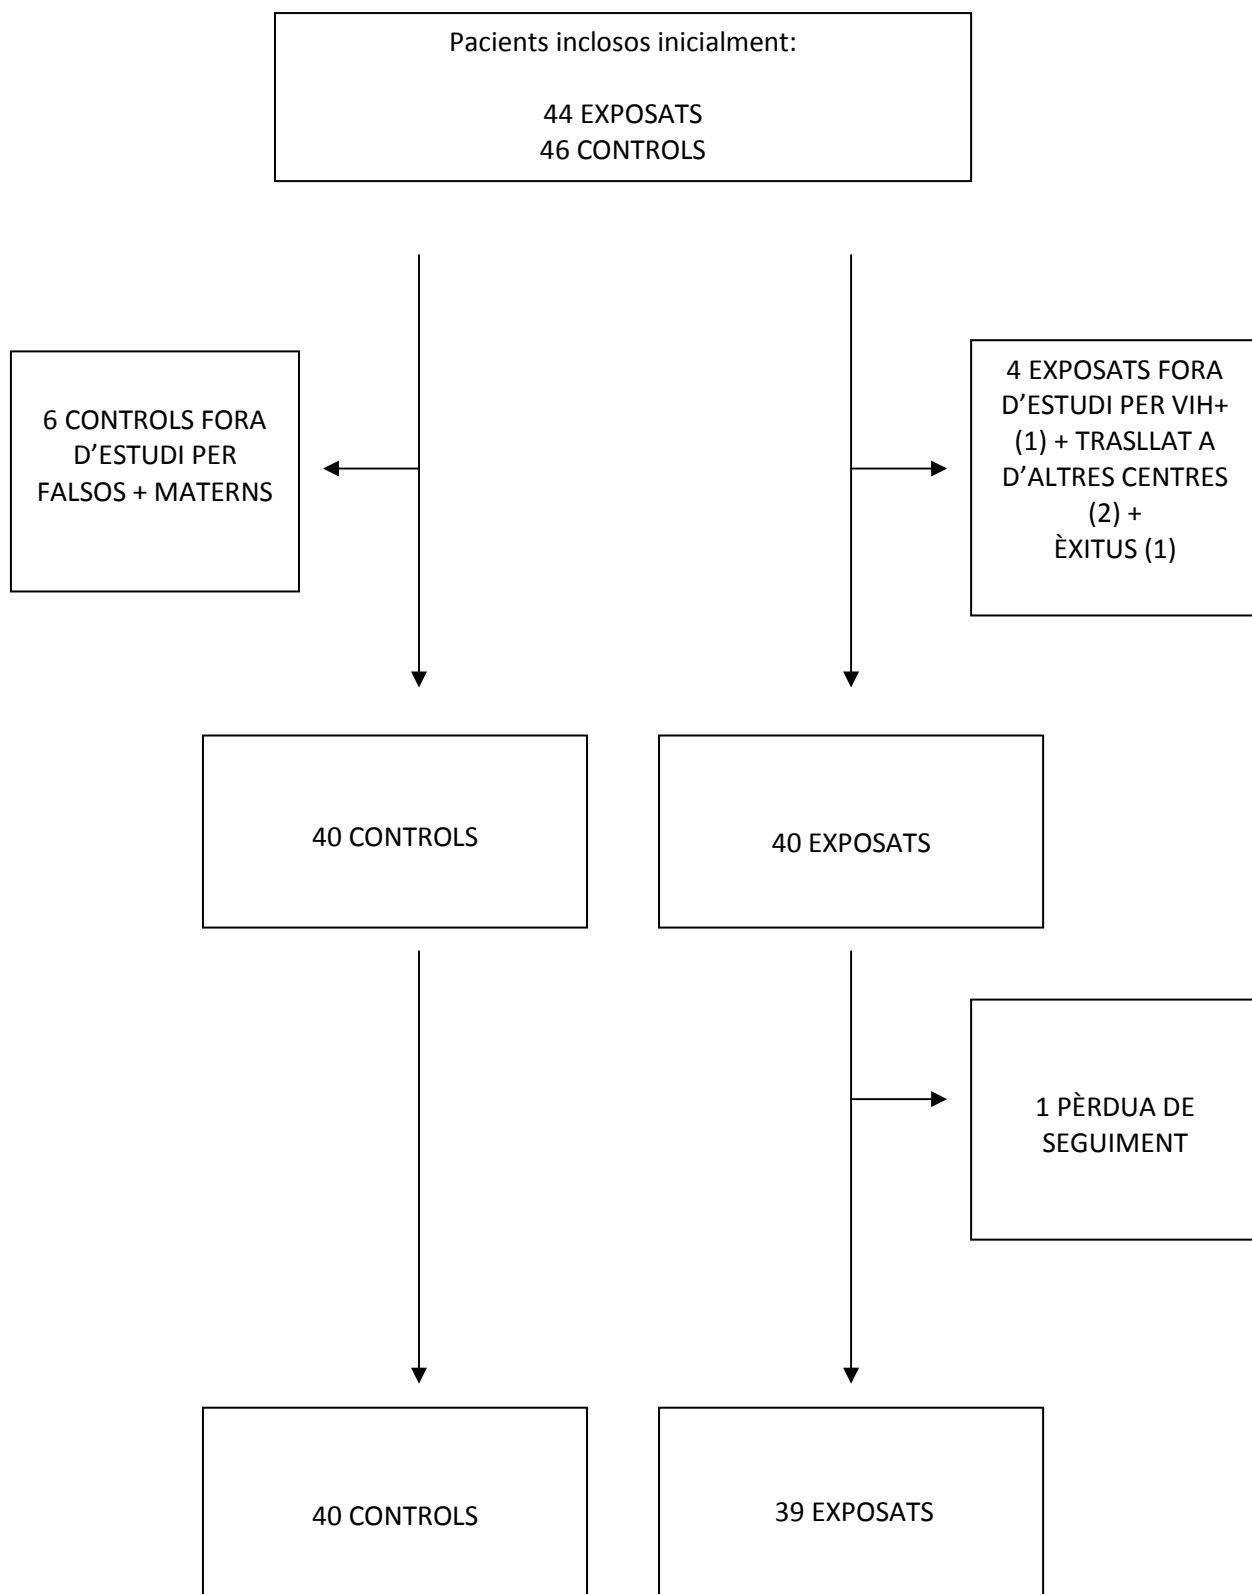 Pacients inclosos inicialment:
44 EXPOSATS
46 CONTROLS
6 CONTROLS FORA
D’ESTUDI PER
FALSOS + MATERNS
4 EXPOSATS FORA
D’ESTUDI PER VIH+
(1) + TRASLLAT A
D’ALTRES CENTRES
(2) +
ÈXITUS (1)
40 CONTROLS
40 EXPOSATS
1 PÈRDUA DE
SEGUIMENT
40 CONTROLS
39 EXPOSATS